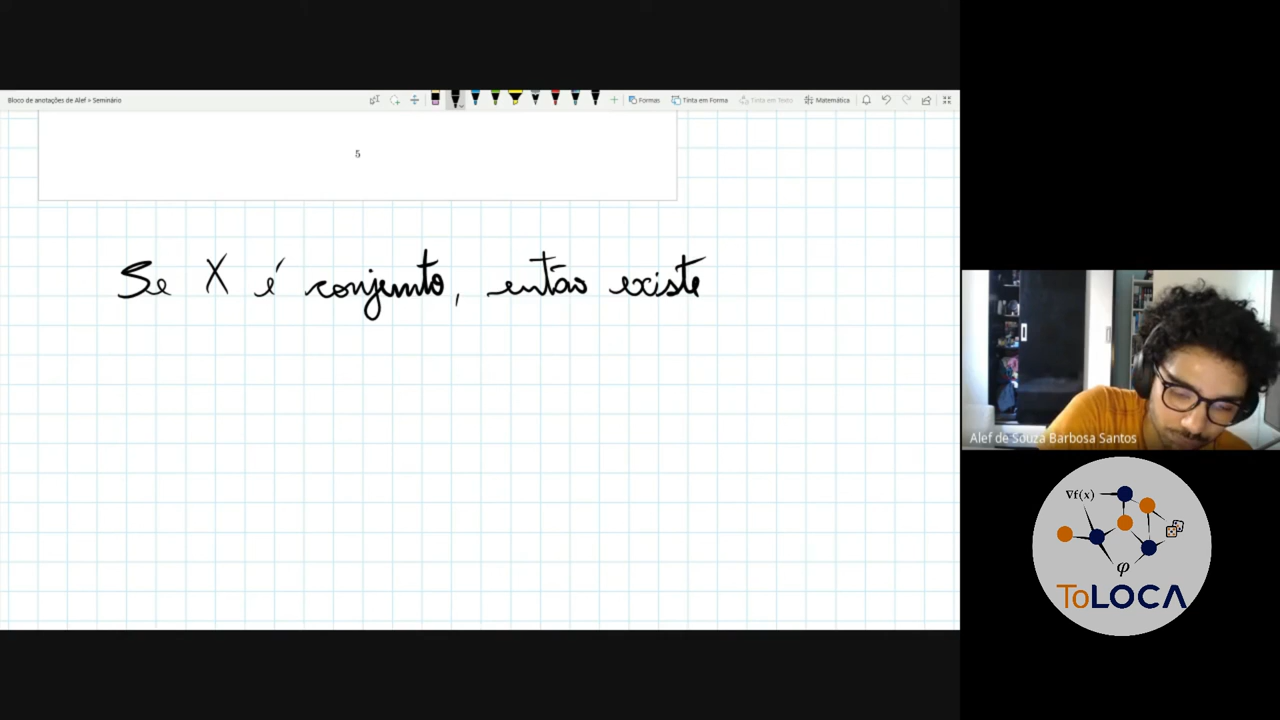 Bloco de anotações de Alef » Seminário
Formas
Tinta em Forma
Tinta em Texto
Matemática
5
Se X é conjunto, então existe
Alef de Souza Barbosa Santos
∇f(x)
φ
ToLOCA